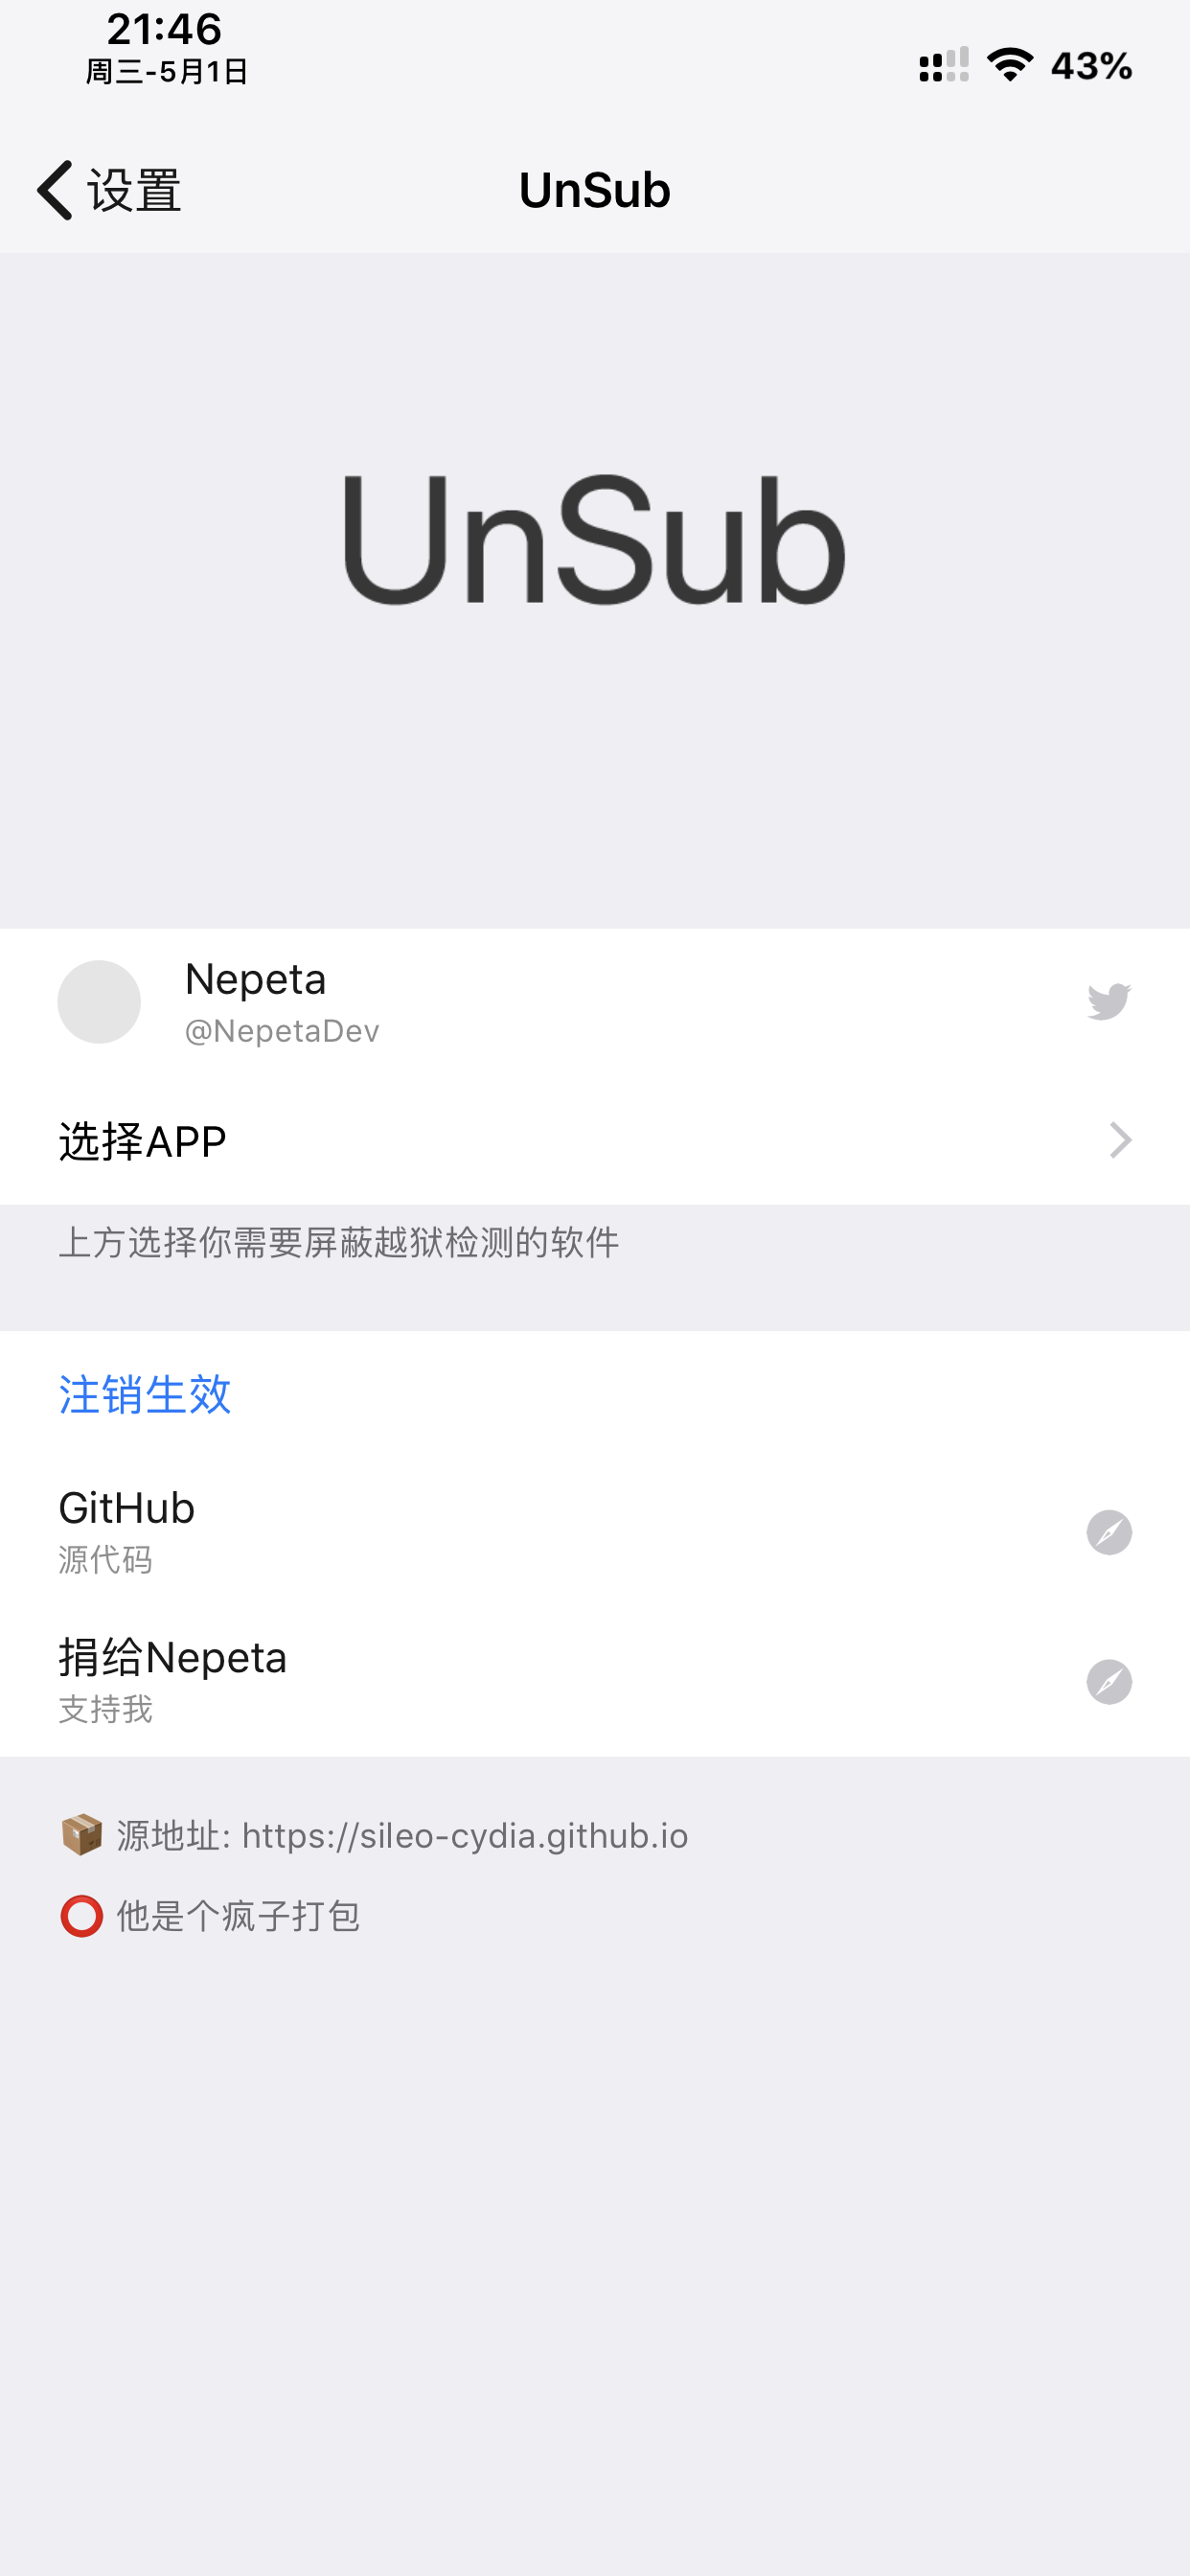 21:46
周三-5月1日
43%
设置
UnSub
UnSub
Nepeta
@NepetaDev
选择APP
上方选择你需要屏蔽越狱检测的软件
注销生效
GitHub
源代码
捐给Nepeta
支持我
📦 源地址: https://sileo-cydia.github.io
⭕ 他是个疯子打包